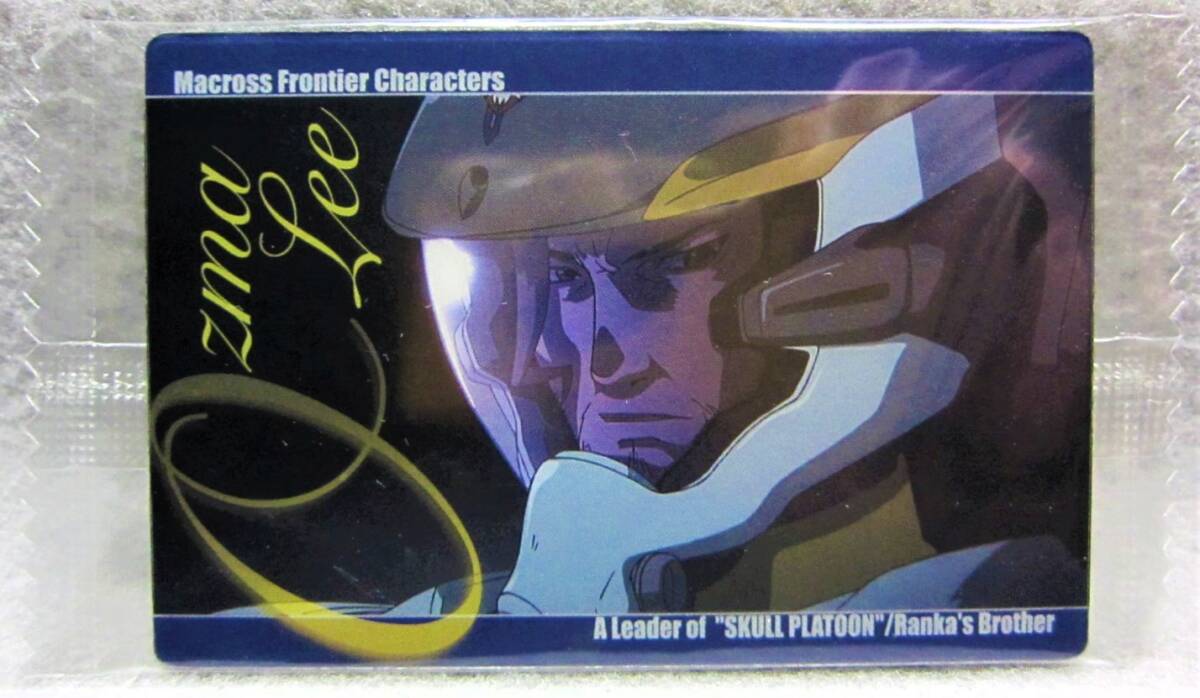 Macross Frontier Characters
Ozma
Lee
A Leader of "SKULL PLATOON"/Ranka's Brother